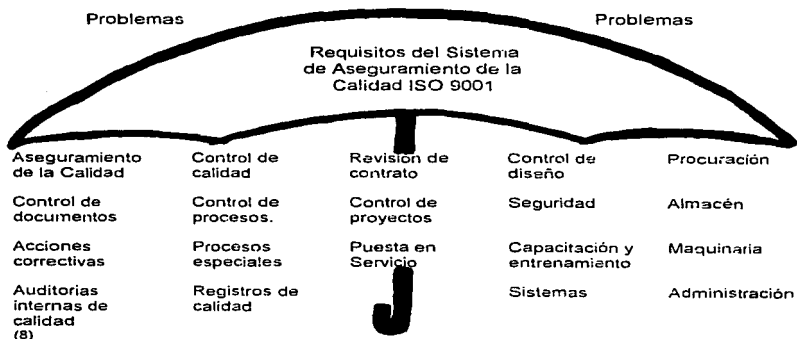 Problemas
Problemas
Requisitos del Sistema
de Aseguramiento de la
Calidad ISO 9001
Aseguramiento
de la Calidad
Control de
calidad
Revisión de
contrato
Control de
diseño
Procuración
Control de
documentos
Control de
procesos.
Control de
proyectos
Seguridad
Almacén
Acciones
correctivas
Procesos
especiales
Puesta en
Servicio
Capacitación y
entrenamiento
Maquinaria
Auditorias
internas de
calidad
(8)
Registros de
calidad
Sistemas
Administración